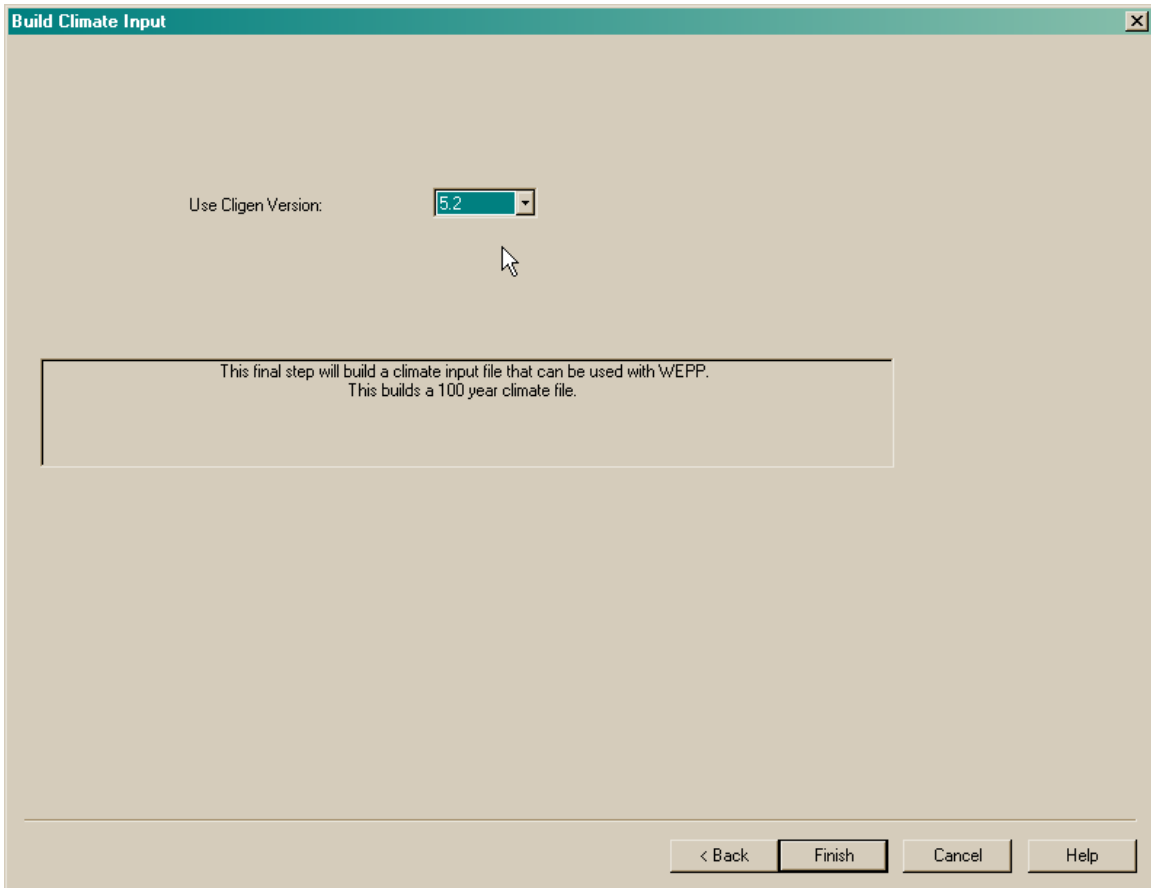 Build Climate Input
Use Cligen Version:
5.2
This final step will build a climate input file that can be used with WEPP.
This builds a 100 year climate file.
< Back
Finish
Cancel
Help